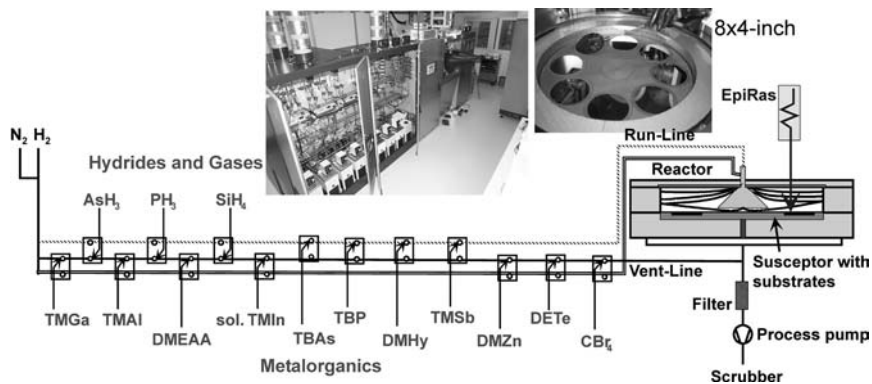 8x4-inch
EpiRas
N₂ H₂
Run-Line
Hydrides and Gases
Reactor
AsH₃ PH₃ SiH₄
Vent-Line
Susceptor with
substrates
TMGa TMAl DMEAA sol. TMIn TBAs TBP DMHy TMSb DMZn DETe CBr₄
Filter
Metalorganics
Process pump
Scrubber